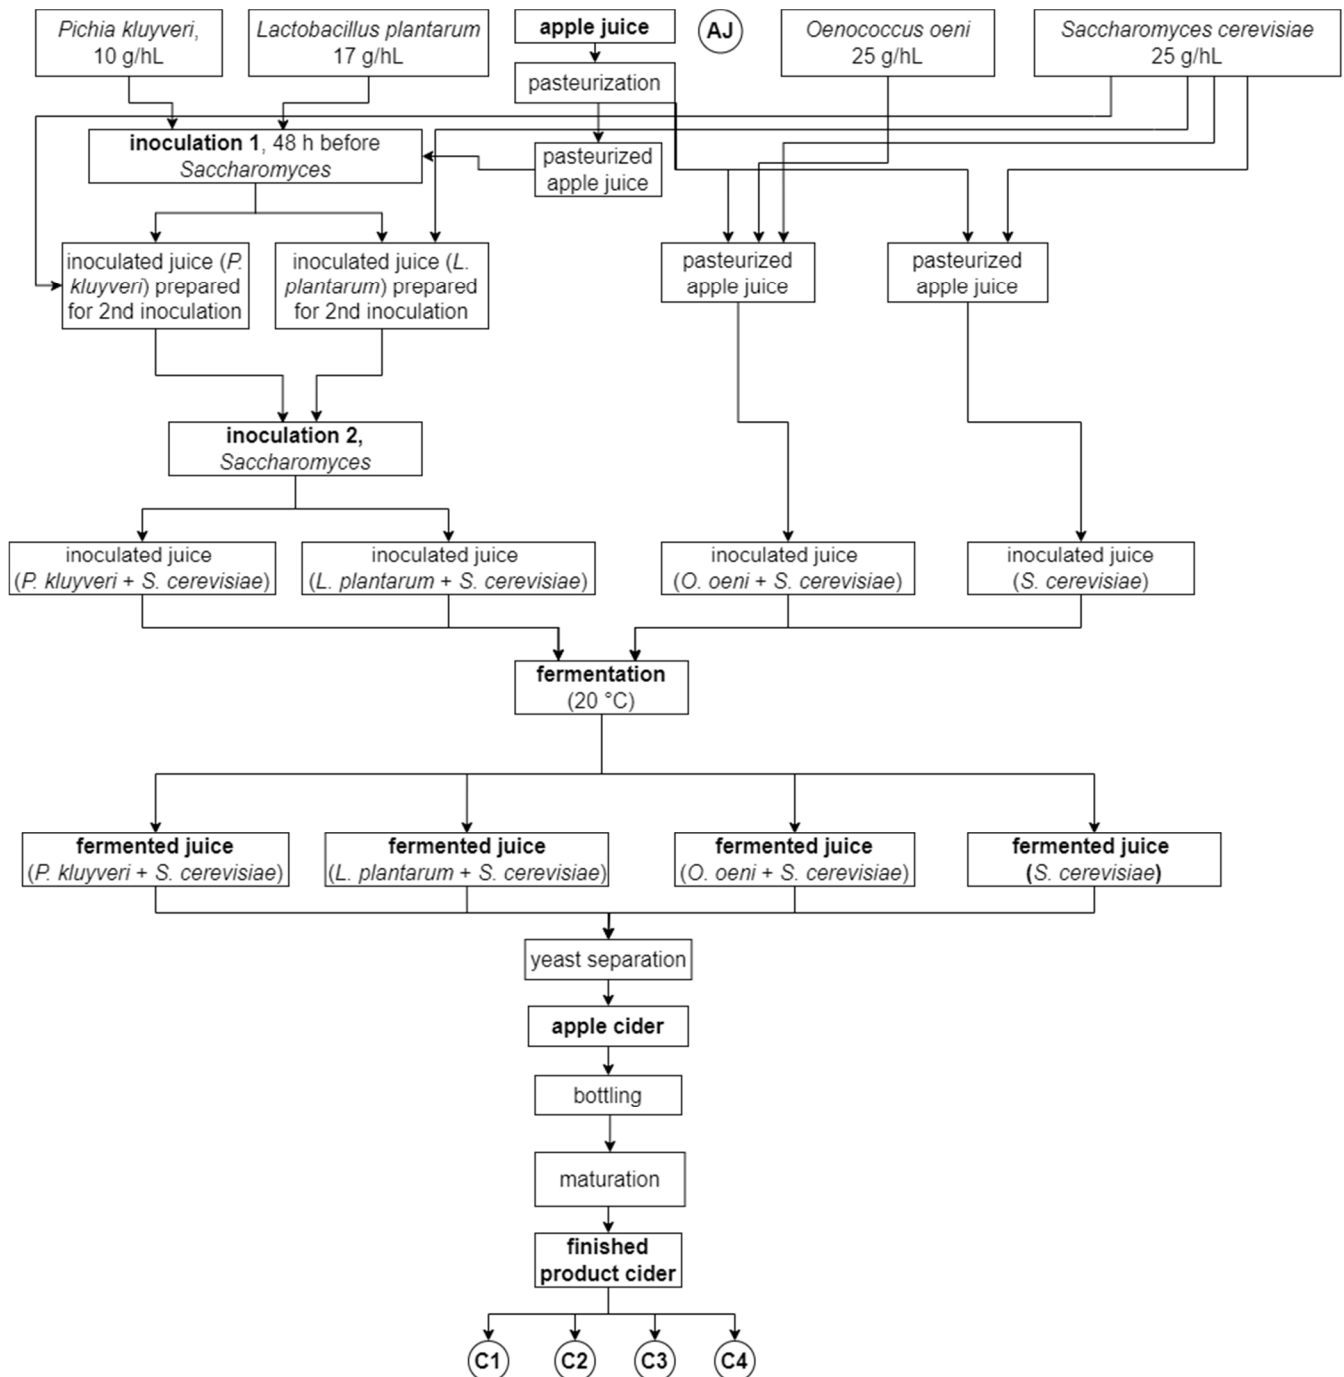 Pichia kluyveri,
10 g/hL
Lactobacillus plantarum
17 g/hL
apple juice
AJ
Oenococcus oeni
25 g/hL
Saccharomyces cerevisiae
25 g/hL
pasteurization
inoculation 1, 48 h before
Saccharomyces
pasteurized
apple juice
inoculated juice (P.
kluyveri) prepared
for 2nd inoculation
inoculated juice (L.
plantarum) prepared
for 2nd inoculation
pasteurized
apple juice
pasteurized
apple juice
inoculation 2,
Saccharomyces
inoculated juice
(P. kluyveri + S. cerevisiae)
inoculated juice
(L. plantarum + S. cerevisiae)
inoculated juice
(O. oeni + S. cerevisiae)
inoculated juice
(S. cerevisiae)
fermentation
(20 °C)
fermented juice
(P. kluyveri + S. cerevisiae)
fermented juice
(L. plantarum + S. cerevisiae)
fermented juice
(O. oeni + S. cerevisiae)
fermented juice
(S. cerevisiae)
yeast separation
apple cider
bottling
maturation
finished
product cider
C1
C2
C3
C4